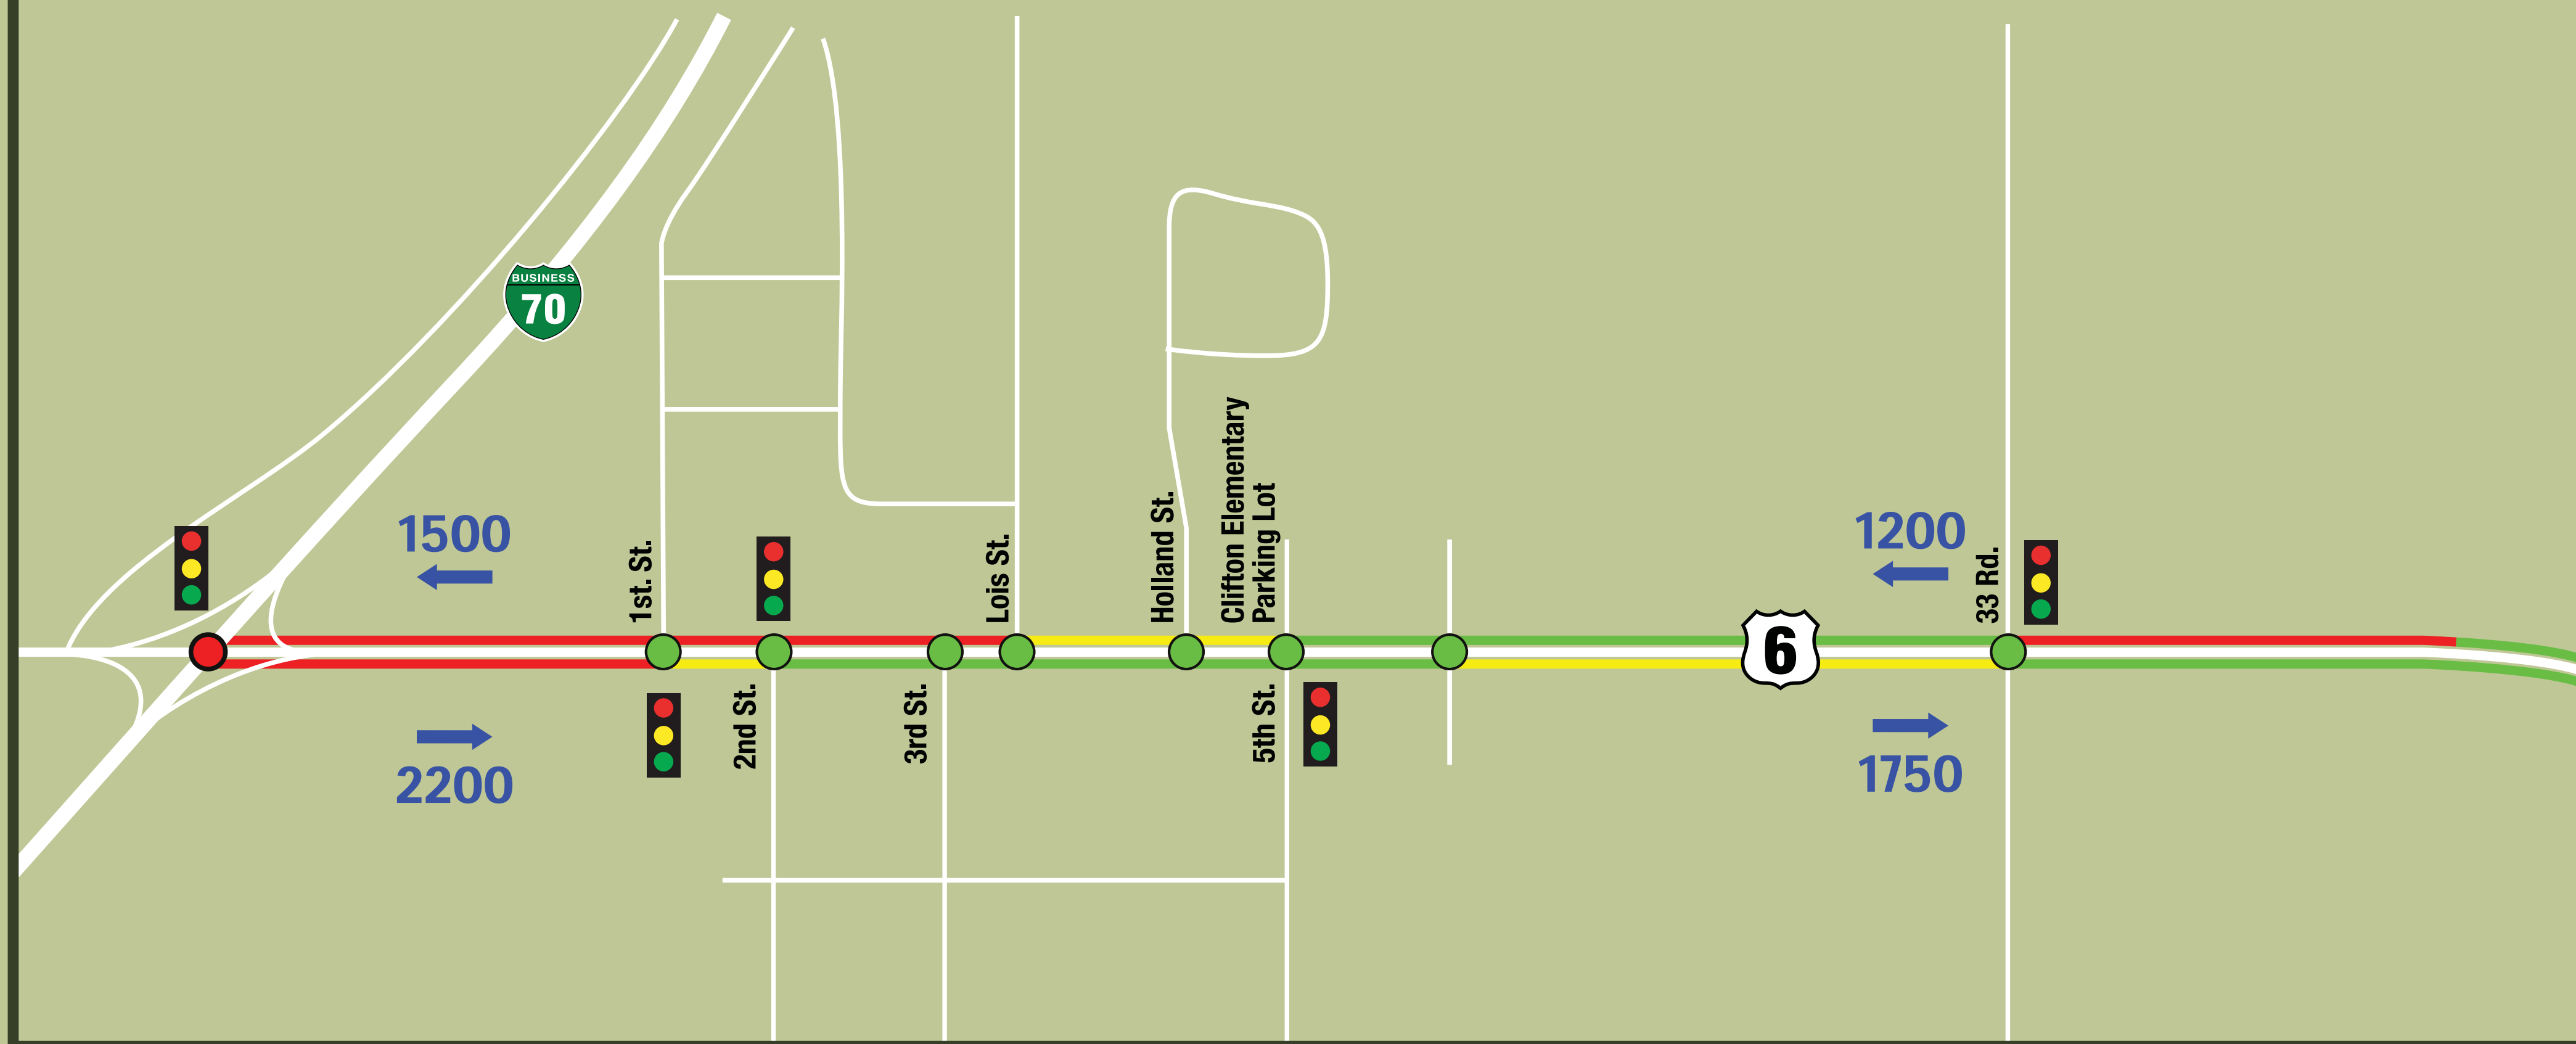 BUSINESS
70
1500
2200
1st. St.
2nd St.
3rd St.
Lois St.
Holland St.
Clifton Elementary
Parking Lot
5th St.
6
1200
1750
33 Rd.